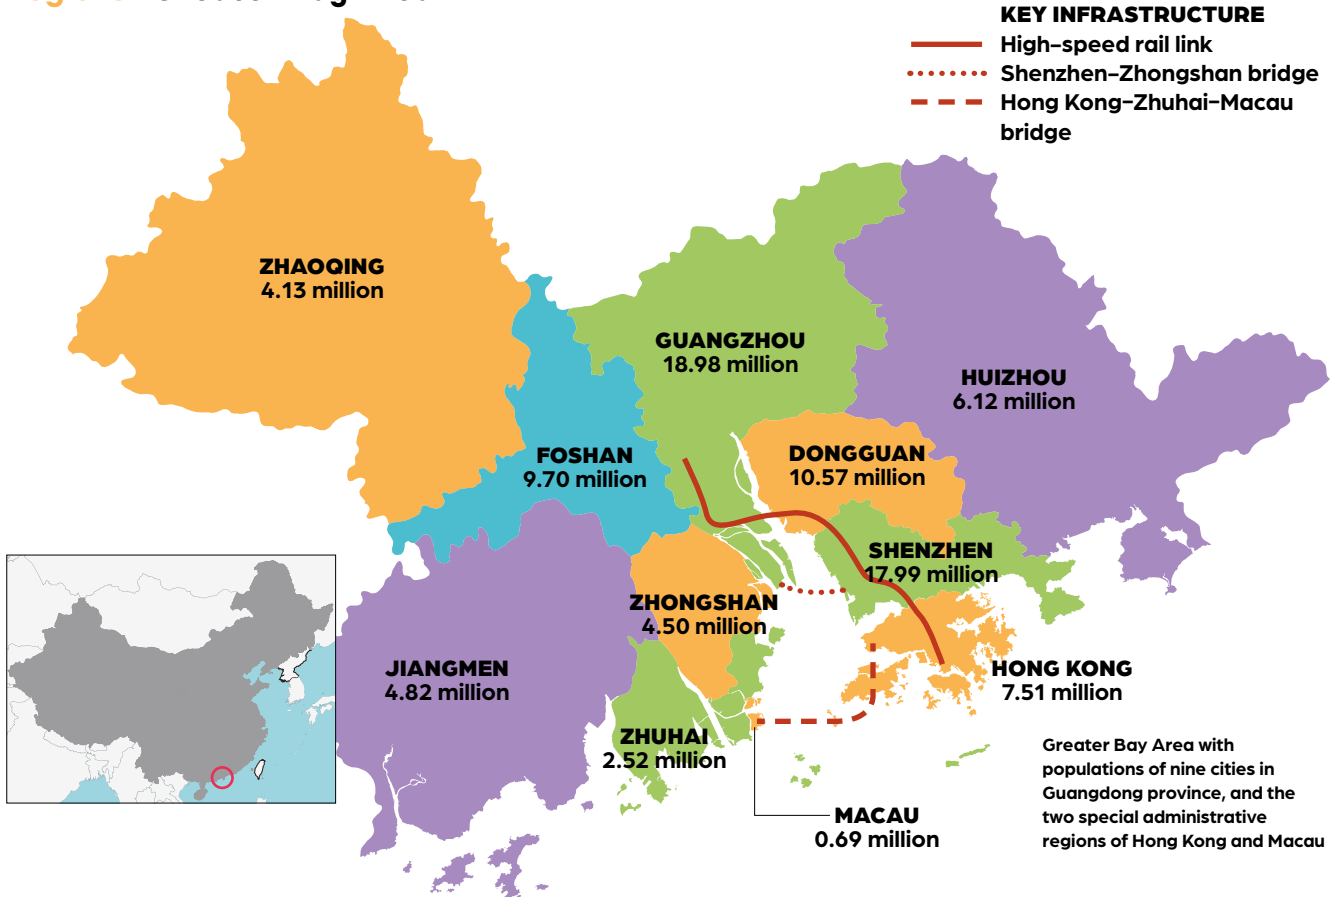 KEY INFRASTRUCTURE
High-speed rail link
Shenzhen-Zhongshan bridge
Hong Kong-Zhuhai-Macau
bridge
ZHAOQING
4.13 million
GUANGZHOU
18.98 million
HUIZHOU
6.12 million
FOSHAN
9.70 million
DONGGUAN
10.57 million
SHENZHEN
17.99 million
ZHONGSHAN
4.50 million
JIANGMEN
4.82 million
HONG KONG
7.51 million
ZHUHAI
2.52 million
MACAU
0.69 million
Greater Bay Area with
populations of nine cities in
Guangdong province, and the
two special administrative
regions of Hong Kong and Macau